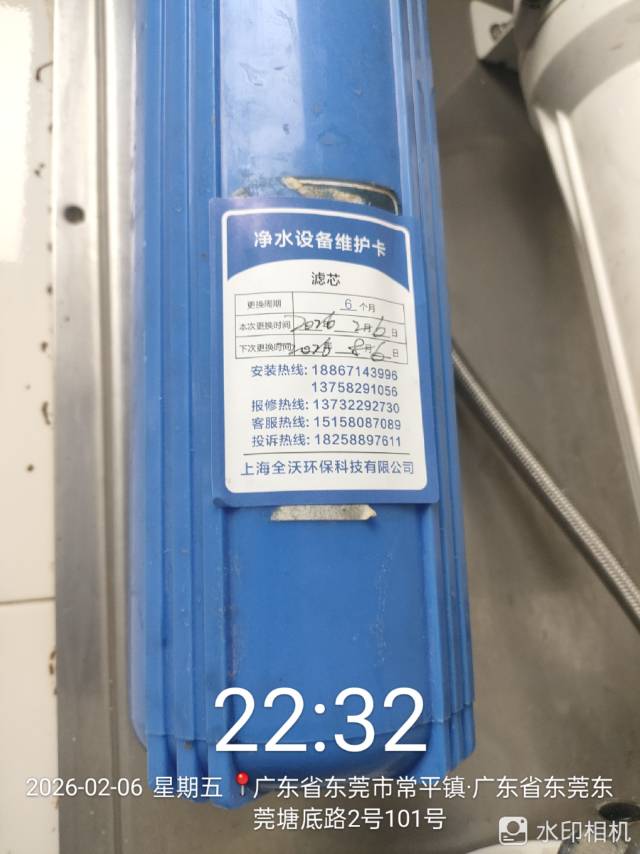 净水设备维护卡
滤芯
更换周期 6 个月
本次更换时间 2026 2月6日
下次更换时间 2026 8月6日
安装热线: 18867143996
13758291056
报修热线: 13732292730
客服热线: 15158087089
投诉热线: 18258897611
上海全沃环保科技有限公司
22:32
2026-02-06 星期五 广东省东莞市常平镇·广东省东莞东
莞塘底路2号101号
水印相机